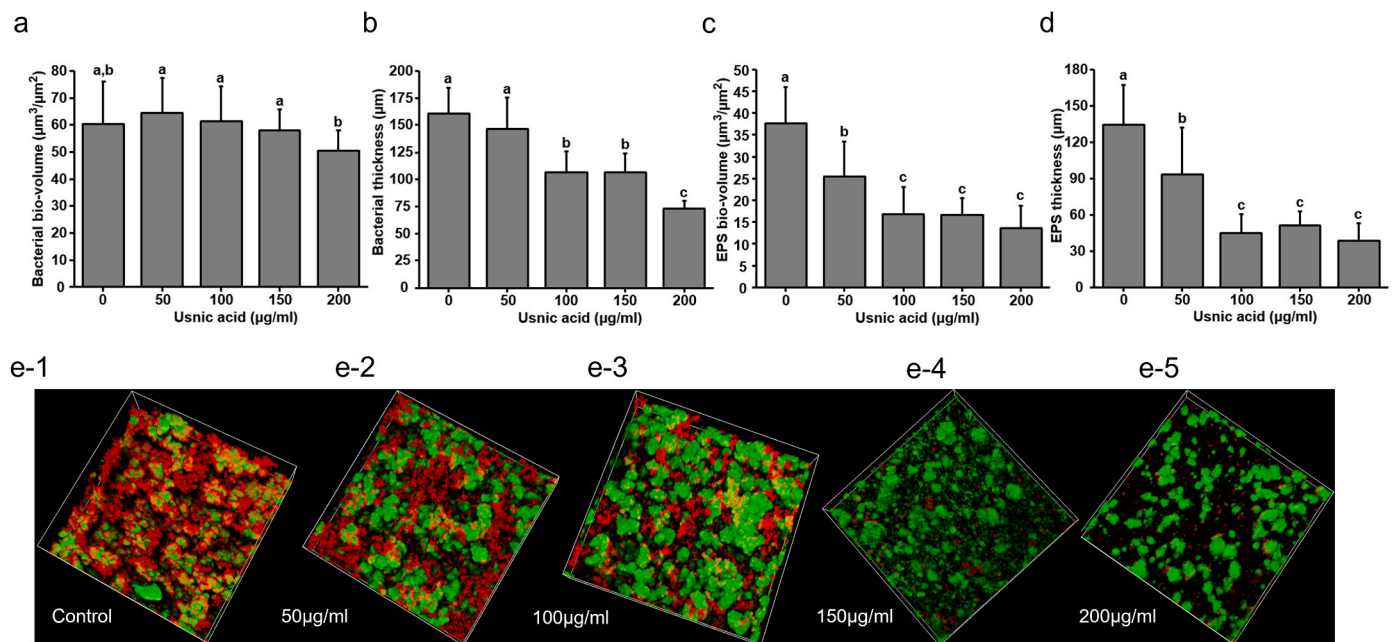 a
Bacterial bio-volume (µm³/µm²)
80
70
60
50
40
30
20
10
0
a,b
a
a
a
b
0 50 100 150 200
Usnic acid (µg/ml)
b
Bacterial thickness (µm)
200
175
150
125
100
75
50
25
0
a
a
b
b
c
0 50 100 150 200
Usnic acid (µg/ml)
c
EPS bio-volume (µm³/µm²)
50
45
40
35
30
25
20
15
10
5
0
a
b
c
c
c
0 50 100 150 200
Usnic acid (µg/ml)
d
EPS thickness (µm)
180
150
120
90
60
30
0
a
b
c
c
c
0 50 100 150 200
Usnic acid (µg/ml)
e-1
e-2
e-3
e-4
e-5
Control
50µg/ml
100µg/ml
150µg/ml
200µg/ml